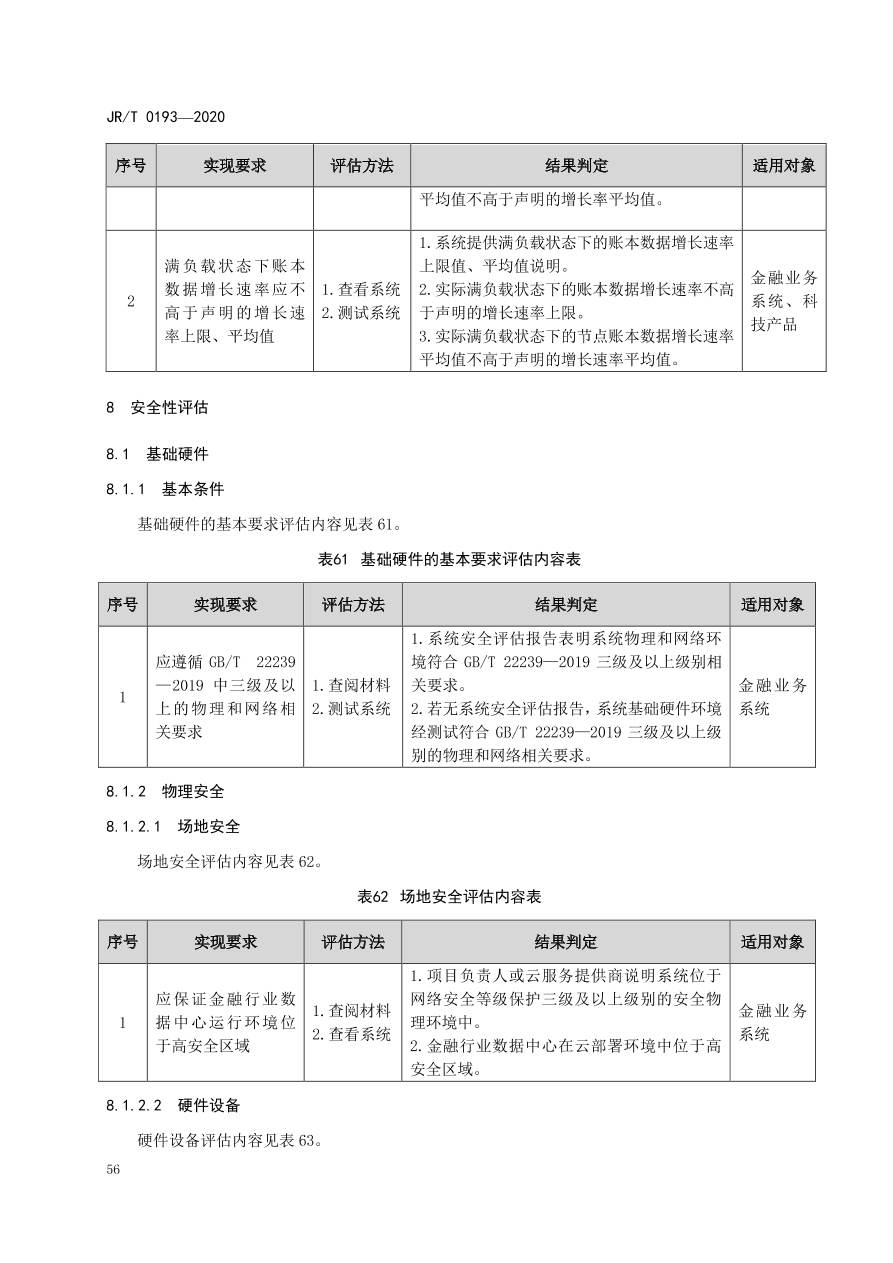 JR/T 0193—2020
序号 实现要求 评估方法 结果判定 适用对象
平均值不高于声明的增长率平均值。
2
满负载状态下账本
数据增长速率应不
高于声明的增长速
率上限、平均值
1.查看系统
2.测试系统
1.系统提供满负载状态下的账本数据增长速率
上限值、平均值说明。
2.实际满负载状态下的账本数据增长速率不高
于声明的增长速率上限。
3.实际满负载状态下的节点账本数据增长速率
平均值不高于声明的增长速率平均值。
金融业务
系统、科
技产品
8 安全性评估
8.1 基础硬件
8.1.1 基本条件
基础硬件的基本要求评估内容见表 61。
表61 基础硬件的基本要求评估内容表
序号 实现要求 评估方法 结果判定 适用对象
1
应遵循 GB/T 22239
—2019 中三级及以
上的物理和网络相
关要求
1.查阅材料
2.测试系统
1.系统安全评估报告表明系统物理和网络环
境符合 GB/T 22239—2019 三级及以上级别相
关要求。
2.若无系统安全评估报告,系统基础硬件环境
经测试符合 GB/T 22239—2019 三级及以上级
别的物理和网络相关要求。
金融业务
系统
8.1.2 物理安全
8.1.2.1 场地安全
场地安全评估内容见表 62。
表62 场地安全评估内容表
序号 实现要求 评估方法 结果判定 适用对象
1
应保证金融行业数
据中心运行环境位
于高安全区域
1.查阅材料
2.查看系统
1.项目负责人或云服务提供商说明系统位于
网络安全等级保护三级及以上级别的安全物
理环境中。
2.金融行业数据中心在云部署环境中位于高
安全区域。
金融业务
系统
8.1.2.2 硬件设备
硬件设备评估内容见表 63。
56